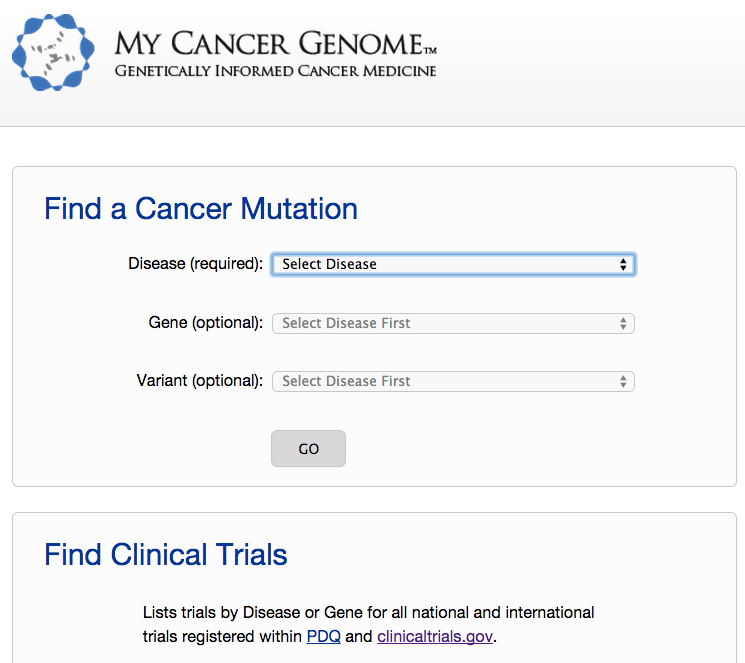 MY CANCER GENOME™
GENETICALLY INFORMED CANCER MEDICINE
Find a Cancer Mutation
Disease (required): Select Disease
Gene (optional): Select Disease First
Variant (optional): Select Disease First
GO
Find Clinical Trials
Lists trials by Disease or Gene for all national and international
trials registered within PDQ and clinicaltrials.gov.